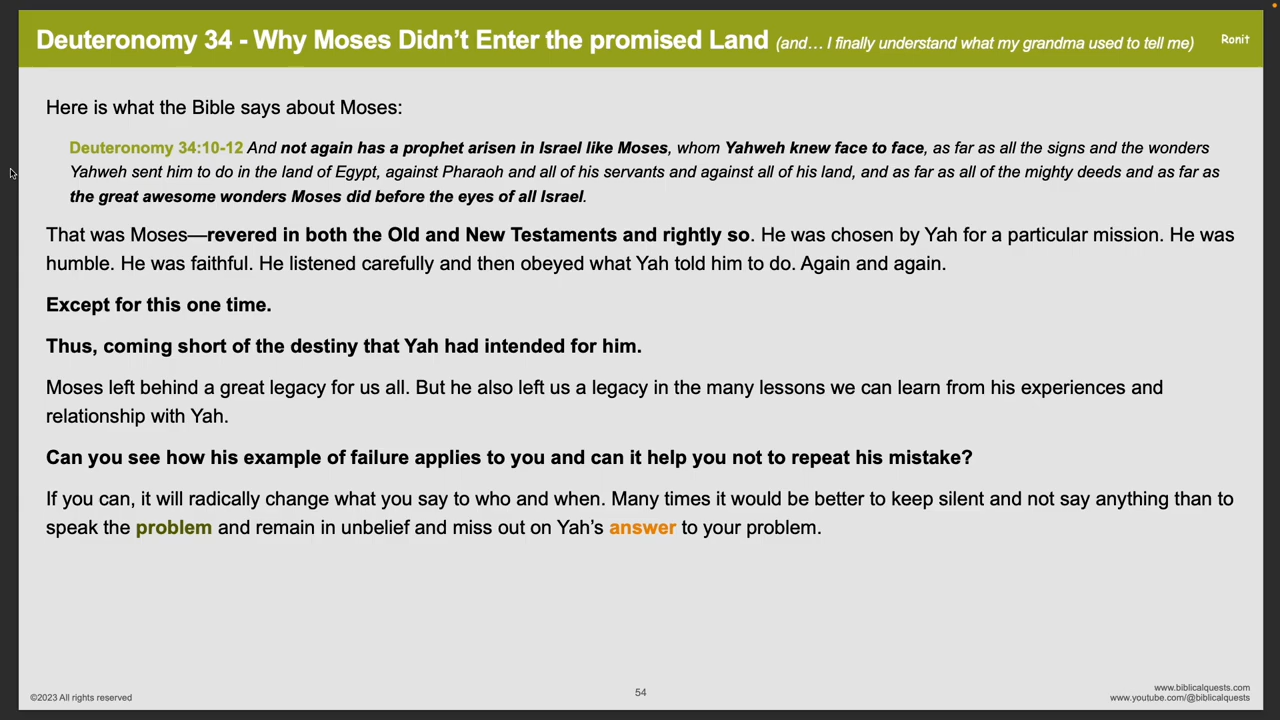 Deuteronomy 34 - Why Moses Didn’t Enter the promised Land (and… I finally understand what my grandma used to tell me)
Ronit
Here is what the Bible says about Moses:
Deuteronomy 34:10-12 And not again has a prophet arisen in Israel like Moses, whom Yahweh knew face to face, as far as all the signs and the wonders
Yahweh sent him to do in the land of Egypt, against Pharaoh and all of his servants and against all of his land, and as far as all of the mighty deeds and as far as
the great awesome wonders Moses did before the eyes of all Israel.
That was Moses—revered in both the Old and New Testaments and rightly so. He was chosen by Yah for a particular mission. He was
humble. He was faithful. He listened carefully and then obeyed what Yah told him to do. Again and again.
Except for this one time.
Thus, coming short of the destiny that Yah had intended for him.
Moses left behind a great legacy for us all. But he also left us a legacy in the many lessons we can learn from his experiences and
relationship with Yah.
Can you see how his example of failure applies to you and can it help you not to repeat his mistake?
If you can, it will radically change what you say to who and when. Many times it would be better to keep silent and not say anything than to
speak the problem and remain in unbelief and miss out on Yah’s answer to your problem.
©2023 All rights reserved
54
www.biblicalquests.com
www.youtube.com/@biblicalquests